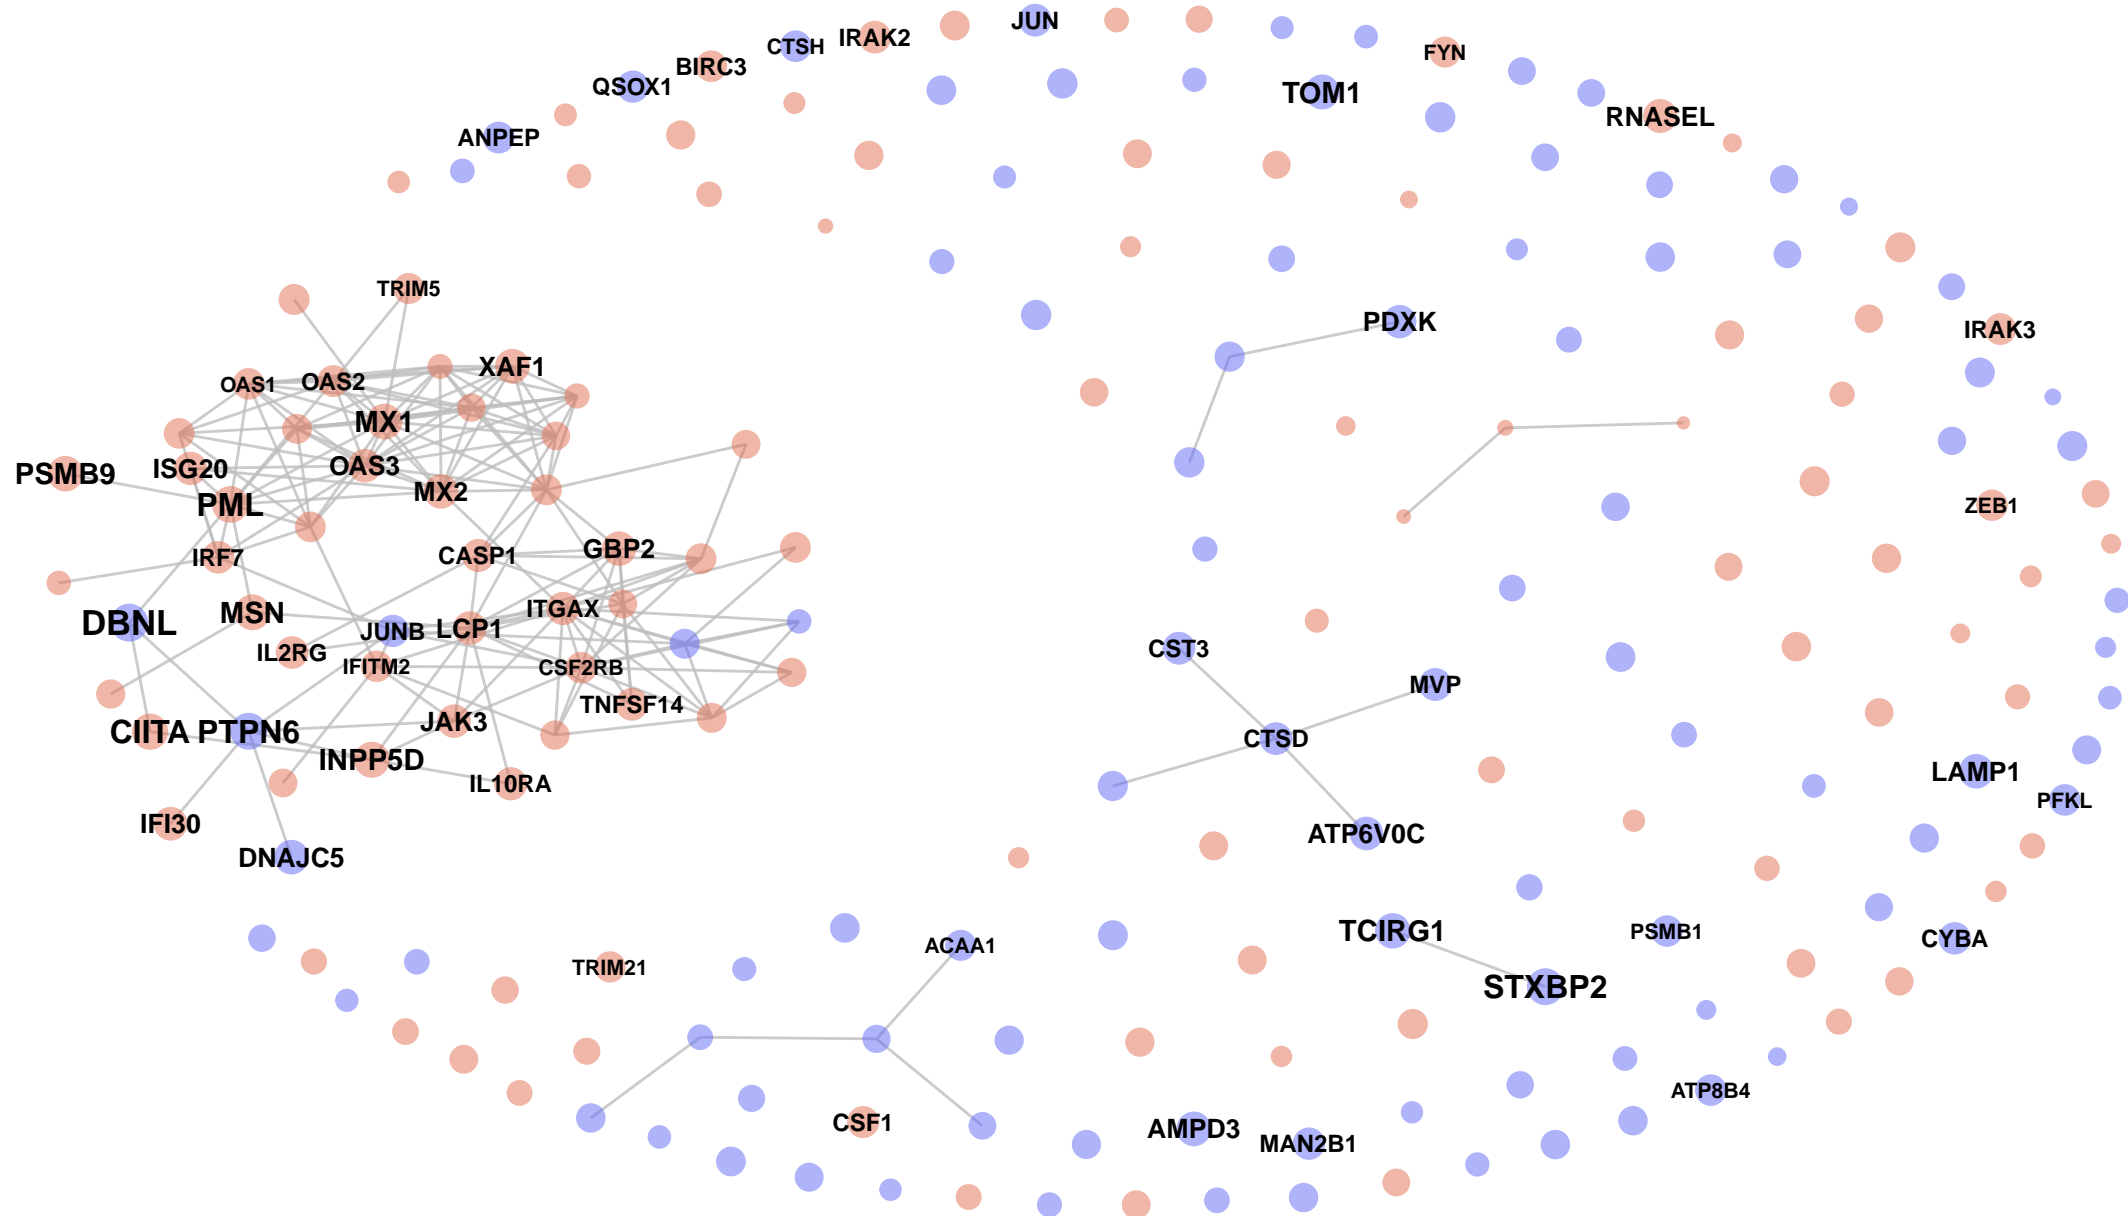 JUN
IRAK2
CTSH
FYN
BIRC3
QSOX1
TOM1
RNASEL
ANPEP
TRIM5
PDXK
IRAK3
XAF1
OAS1
OAS2
MX1
OAS3
ISG20
PSMB9
MX2
PML
ZEB1
GBP2
CASP1
IRF7
ITGAX
MSN
DBNL
LCP1
JUNB
CST3
IL2RG
IFITM2
CSF2RB
MVP
TNFSF14
JAK3
CIITA
PTPN6
CTSD
INPP5D
LAMP1
IL10RA
PFKL
IFI30
ATP6V0C
DNAJC5
TCIRG1
PSMB1
CYBA
ACAA1
TRIM21
STXBP2
ATP8B4
CSF1
AMPD3
MAN2B1